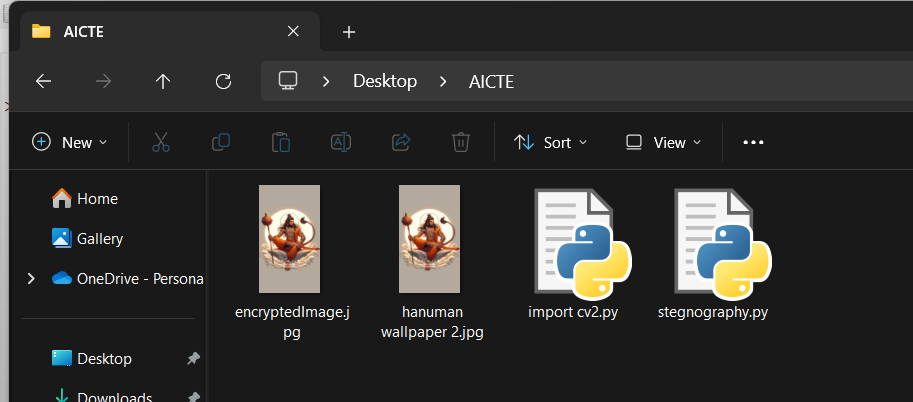 AICTE
Desktop
AICTE
New
Sort
View
Home
Gallery
OneDrive - Persona
Desktop
Downloads
encryptedImage.j
pg
hanuman
wallpaper 2.jpg
import cv2.py
stegnography.py